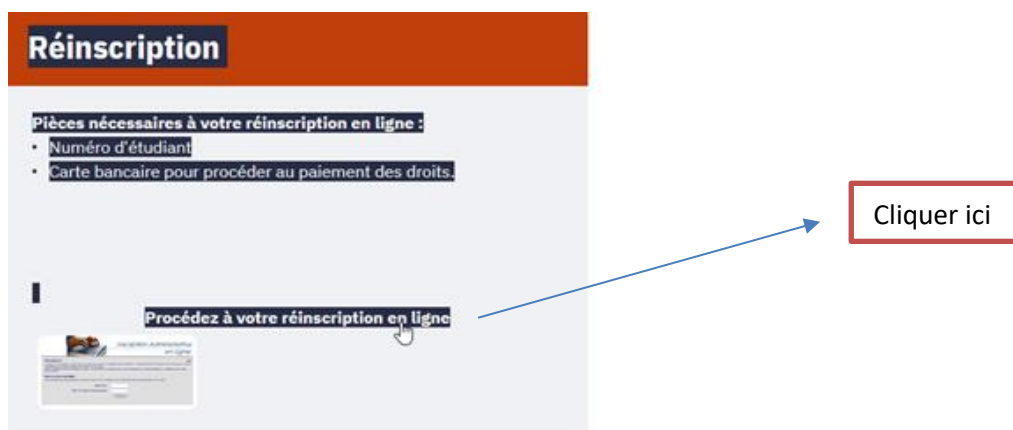 Réinscription
Pièces nécessaires à votre réinscription en ligne :
• Numéro d'étudiant
• Carte bancaire pour procéder au paiement des droits.
Cliquer ici
Procédez à votre réinscription en ligne